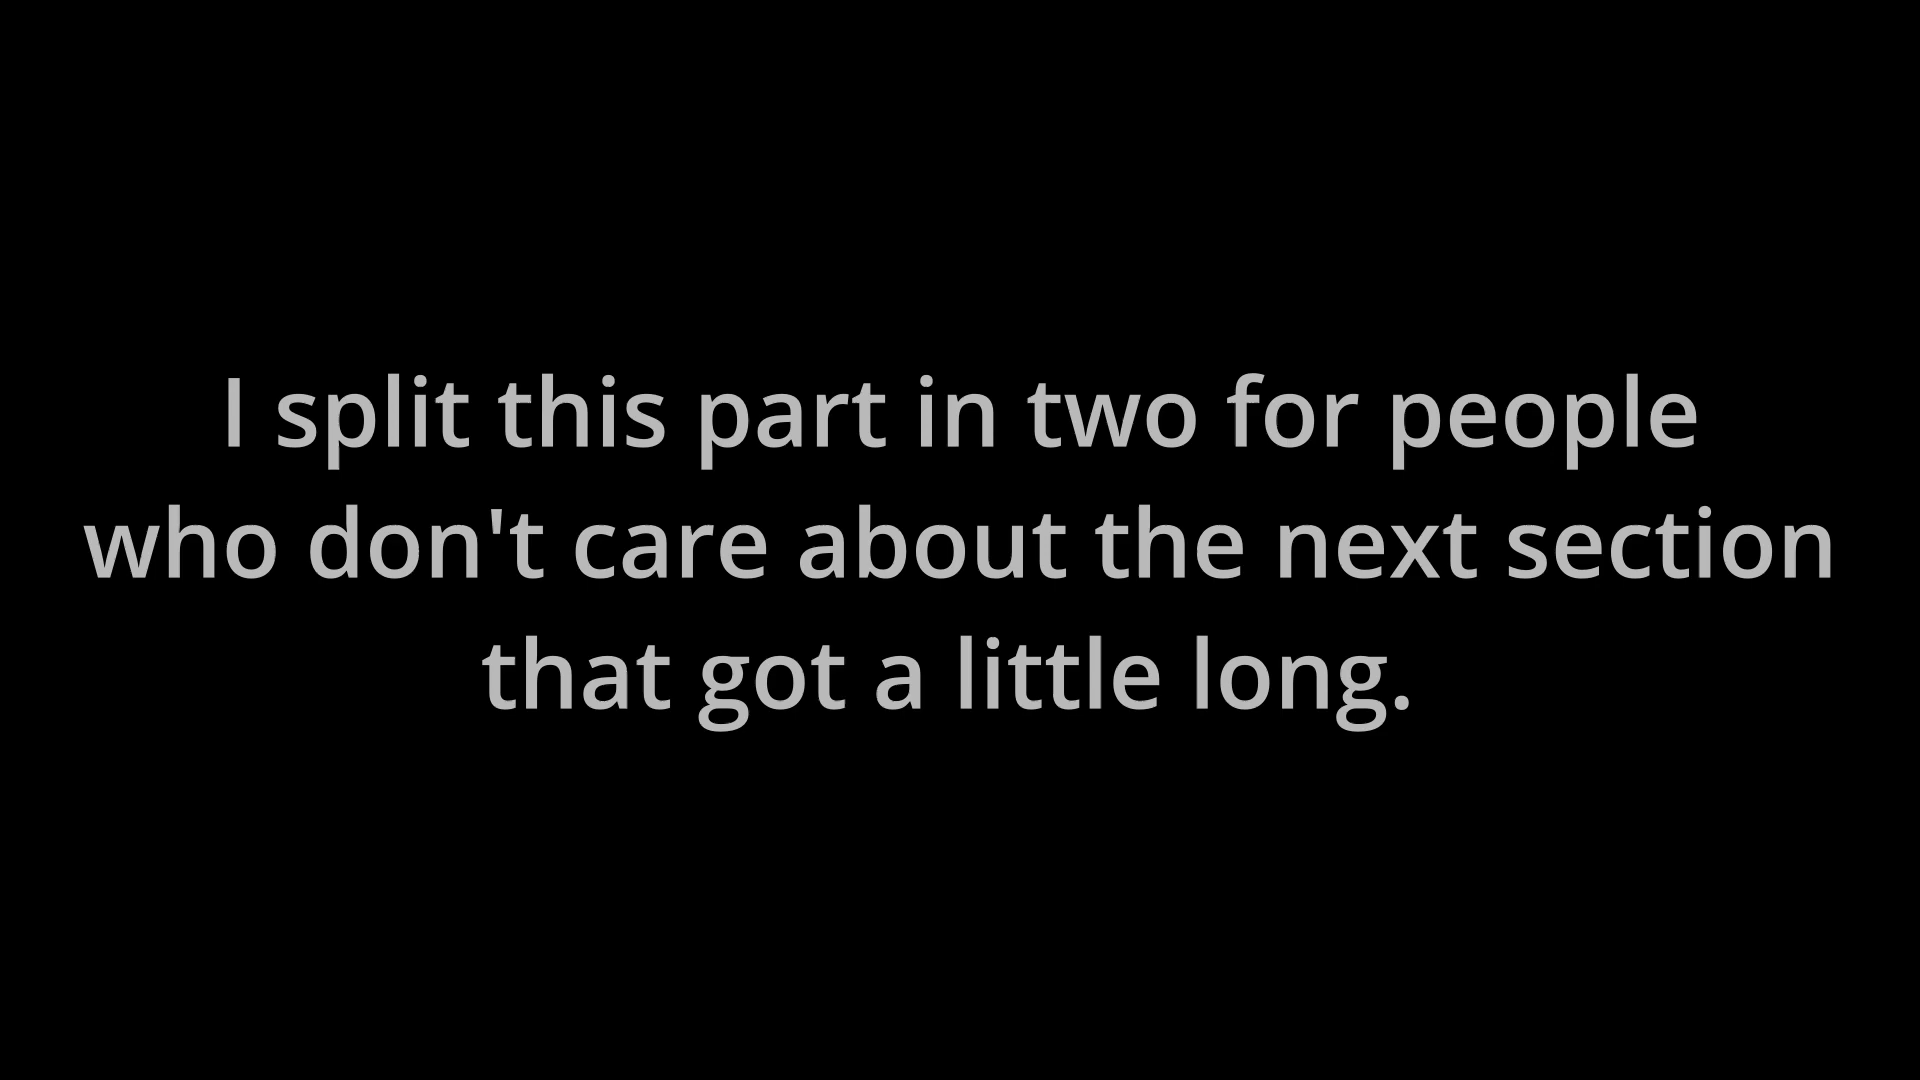 I split this part in two for people
who don't care about the next section
that got a little long.